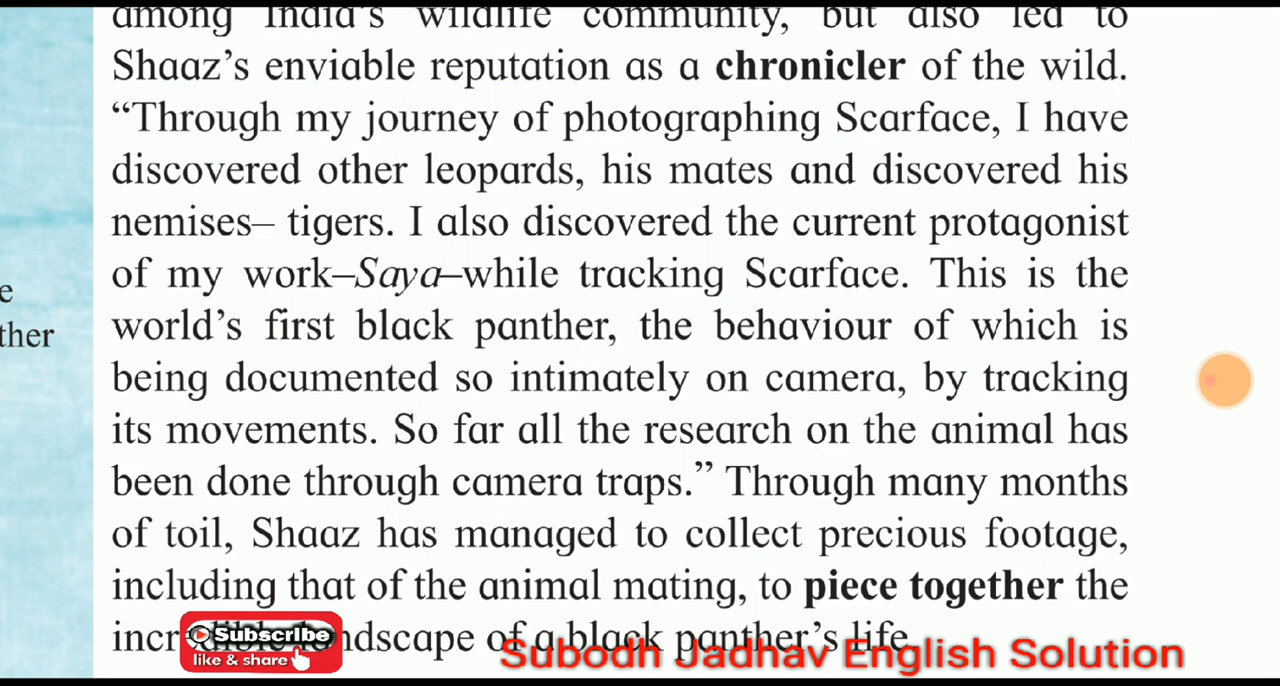 among India's wildlife community, but also led to
Shaaz's enviable reputation as a chronicler of the wild.
“Through my journey of photographing Scarface, I have
discovered other leopards, his mates and discovered his
nemises– tigers. I also discovered the current protagonist
of my work–Saya–while tracking Scarface. This is the
e
world's first black panther, the behaviour of which is
ther
being documented so intimately on camera, by tracking
its movements. So far all the research on the animal has
been done through camera traps.” Through many months
of toil, Shaaz has managed to collect precious footage,
including that of the animal mating, to piece together the
of a black panther's life.
Subscribe
like & share
Subodh Jadhav English Solution